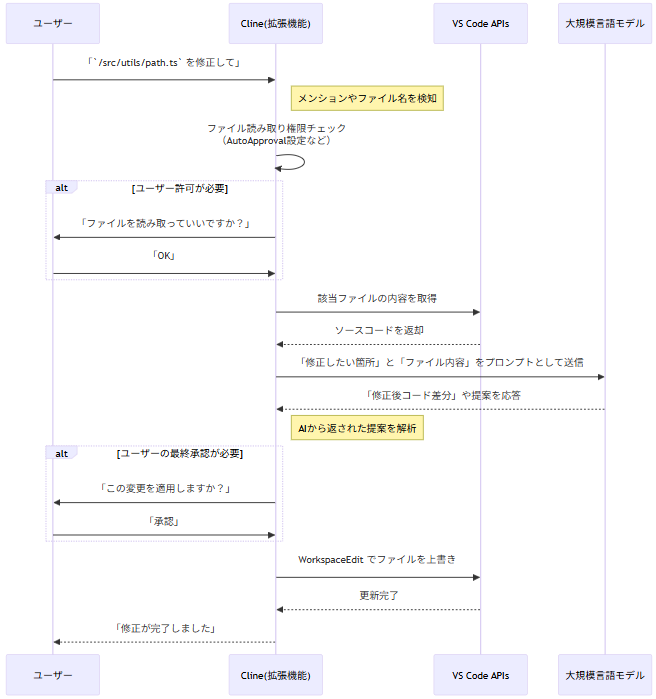 ユーザー
Cline(拡張機能)
VS Code APIs
大規模言語モデル
「`/src/utils/path.ts` を修正して」
メンションやファイル名を検知
ファイル読み取り権限チェック
（AutoApproval設定など）
alt
[ユーザー許可が必要]
「ファイルを読み取っていいですか？」
「OK」
該当ファイルの内容を取得
ソースコードを返却
「修正したい箇所」と「ファイル内容」をプロンプトとして送信
「修正後コード差分」や提案を応答
AIから返された提案を解析
alt
[ユーザーの最終承認が必要]
「この変更を適用しますか？」
「承認」
WorkspaceEdit でファイルを上書き
更新完了
「修正が完了しました」
ユーザー
Cline(拡張機能)
VS Code APIs
大規模言語モデル